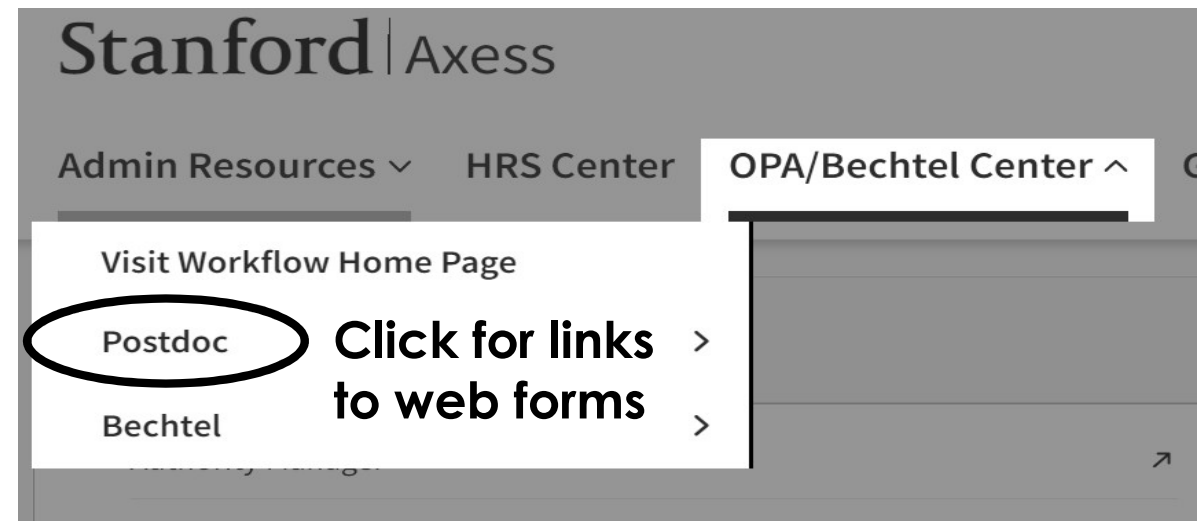 Stanford | Axess
Admin Resources HRS Center OPA/Bechtel Center
Visit Workflow Home Page
Postdoc
Click for links
to web forms
Bechtel